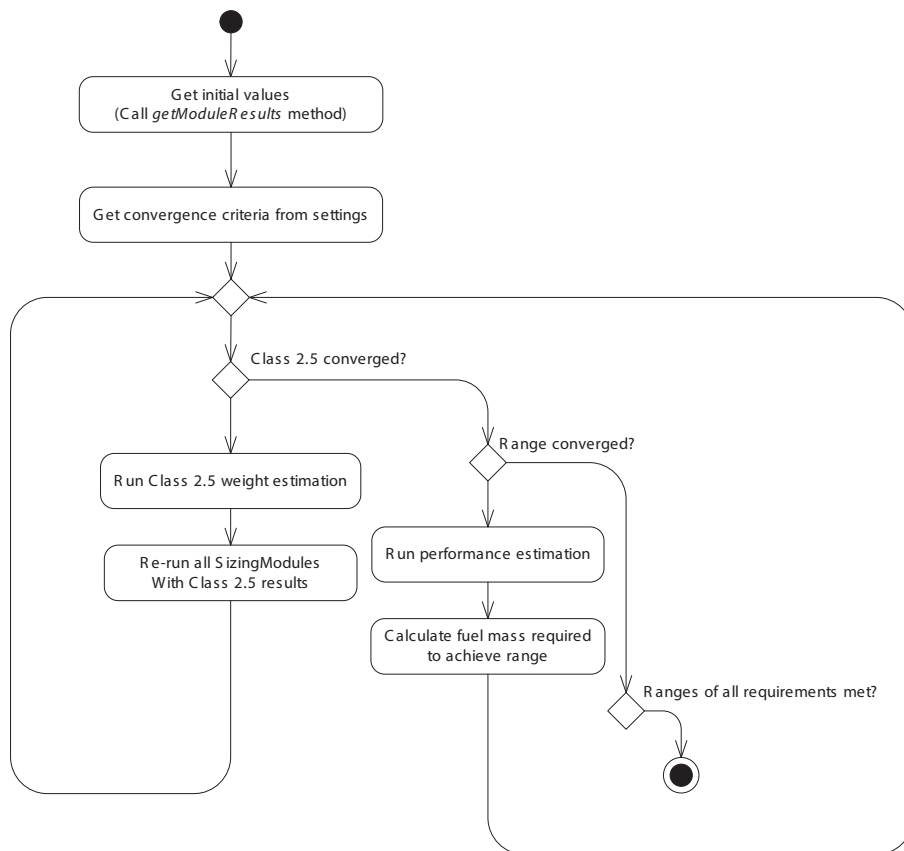 Get initial values
(Call getModuleResults method)
Get convergence criteria from settings
Class 2.5 converged?
Range converged?
Run Class 2.5 weight estimation
Run performance estimation
Re-run all SizingModules
With Class 2.5 results
Calculate fuel mass required
to achieve range
Ranges of all requirements met?